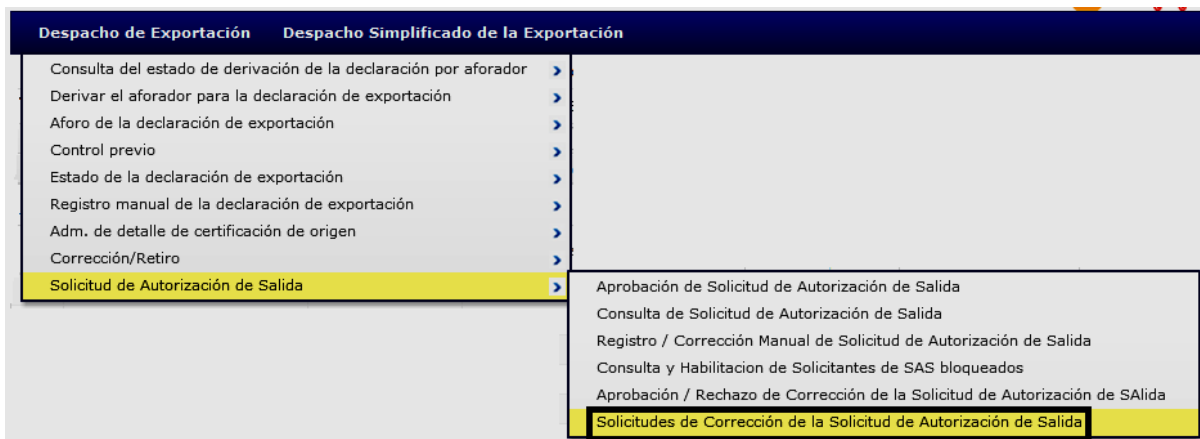 Despacho de Exportación Despacho Simplificado de la Exportación
Consulta del estado de derivación de la declaración por aforador
Derivar el aforador para la declaración de exportación
Aforo de la declaración de exportación
Control previo
Estado de la declaración de exportación
Registro manual de la declaración de exportación
Adm. de detalle de certificación de origen
Corrección/Retiro
Solicitud de Autorización de Salida
Aprobación de Solicitud de Autorización de Salida
Consulta de Solicitud de Autorización de Salida
Registro / Corrección Manual de Solicitud de Autorización de Salida
Consulta y Habilitacion de Solicitantes de SAS bloqueados
Aprobación / Rechazo de Corrección de la Solicitud de Autorización de SAlida
Solicitudes de Corrección de la Solicitud de Autorización de Salida